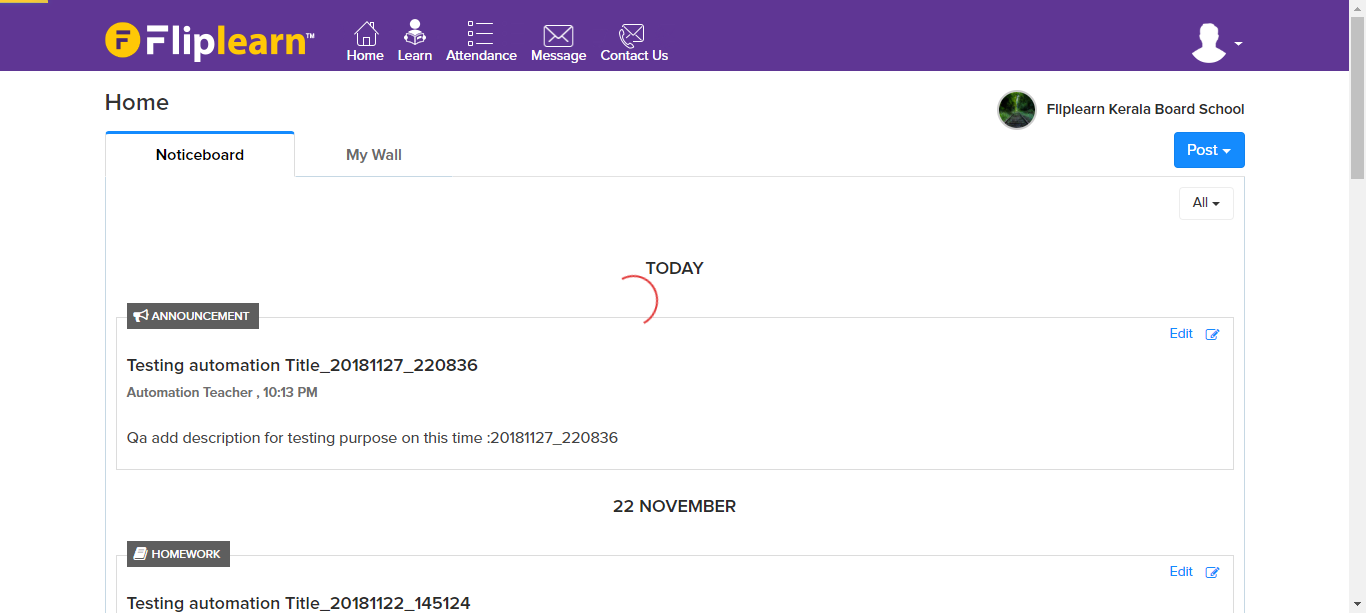 F Fliplearn™
Home Learn Attendance Message Contact Us
Home
Fliplearn Kerala Board School
Noticeboard My Wall
Post
All
TODAY
ANNOUNCEMENT
Edit
Testing automation Title_20181127_220836
Automation Teacher , 10:13 PM
Qa add description for testing purpose on this time :20181127_220836
22 NOVEMBER
HOMEWORK
Edit
Testing automation Title_20181122_145124